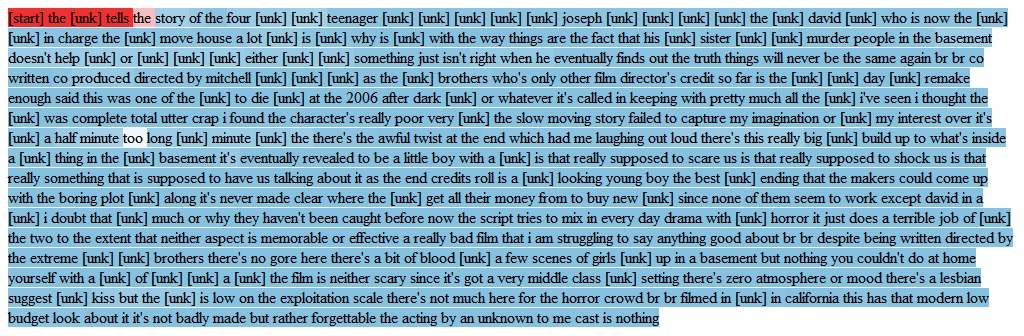 [start] the [unk] tells the story of the four [unk] [unk] teenager [unk] [unk] [unk] [unk] [unk] joseph [unk] [unk] [unk] [unk] the [unk] david [unk] who is now the [unk]
[unk] in charge the [unk] move house a lot [unk] is [unk] why is [unk] with the way things are the fact that his [unk] sister [unk] [unk] murder people in the basement
doesn't help [unk] or [unk] [unk] [unk] either [unk] [unk] something just isn't right when he eventually finds out the truth things will never be the same again br br co
written co produced directed by mitchell [unk] [unk] [unk] as the [unk] brothers who's only other film director's credit so far is the [unk] [unk] day [unk] remake
enough said this was one of the [unk] to die [unk] at the 2006 after dark [unk] or whatever it's called in keeping with pretty much all the [unk] i've seen i thought the
[unk] was complete total utter crap i found the character's really poor very [unk] the slow moving story failed to capture my imagination or [unk] my interest over it's
[unk] a half minute too long [unk] minute [unk] the there's the awful twist at the end which had me laughing out loud there's this really big [unk] build up to what's inside
a [unk] thing in the [unk] basement it's eventually revealed to be a little boy with a [unk] is that really supposed to scare us is that really supposed to shock us is that
really something that is supposed to have us talking about it as the end credits roll is a [unk] looking young boy the best [unk] ending that the makers could come up
with the boring plot [unk] along it's never made clear where the [unk] get all their money from to buy new [unk] since none of them seem to work except david in a
[unk] i doubt that [unk] much or why they haven't been caught before now the script tries to mix in every day drama with [unk] horror it just does a terrible job of [unk]
the two to the extent that neither aspect is memorable or effective a really bad film that i am struggling to say anything good about br br despite being written directed by
the extreme [unk] [unk] brothers there's no gore here there's a bit of blood [unk] a few scenes of girls [unk] up in a basement but nothing you couldn't do at home
yourself with a [unk] of [unk] [unk] a [unk] the film is neither scary since it's got a very middle class [unk] setting there's zero atmosphere or mood there's a lesbian
suggest [unk] kiss but the [unk] is low on the exploitation scale there's not much here for the horror crowd br br filmed in [unk] in california this has that modern low
budget look about it it's not badly made but rather forgettable the acting by an unknown to me cast is nothing